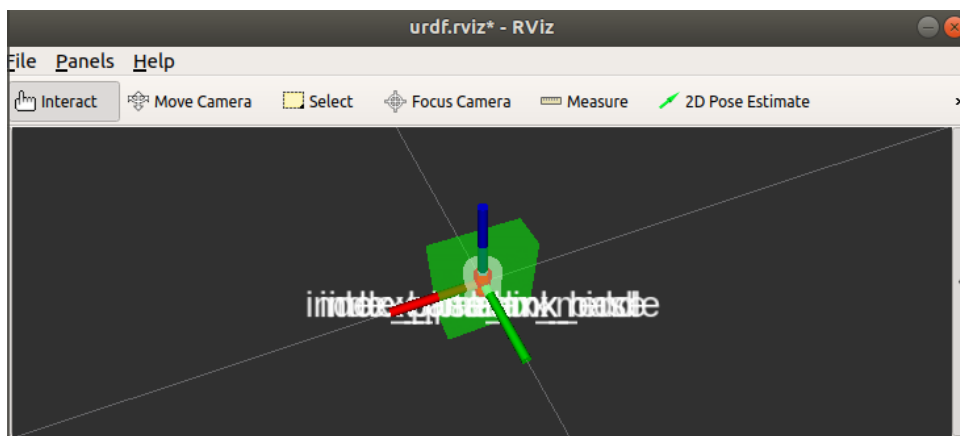 urdf.rviz* - RViz
File Panels Help
Interact Move Camera Select Focus Camera Measure 2D Pose Estimate